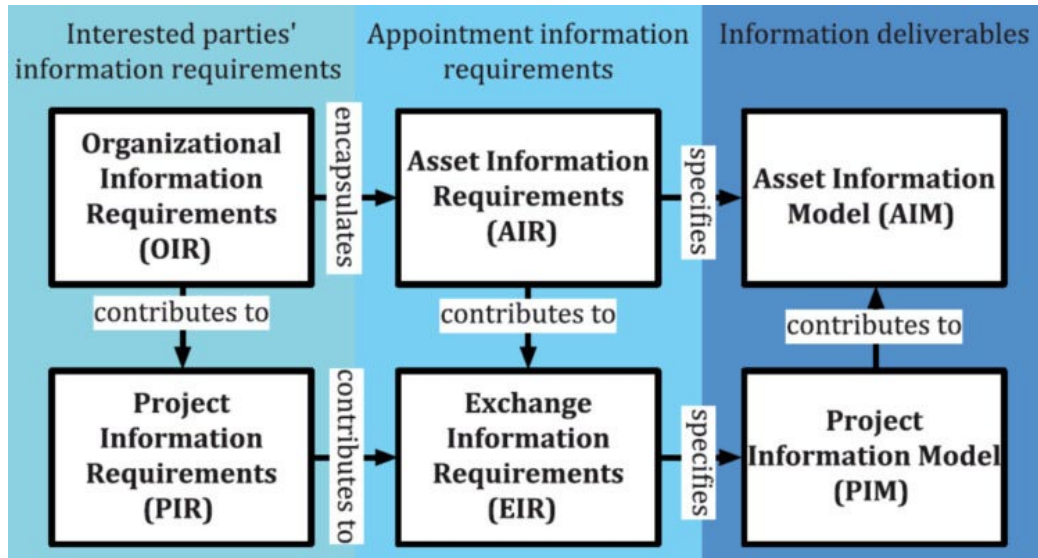 Interested parties'
information requirements
Appointment information
requirements
Information deliverables
Organizational
Information
Requirements
(OIR)
encapsulates
Asset Information
Requirements
(AIR)
specifies
Asset Information
Model (AIM)
contributes to
contributes to
contributes to
Project
Information
Requirements
(PIR)
contributes to
Exchange
Information
Requirements
(EIR)
specifies
Project
Information Model
(PIM)